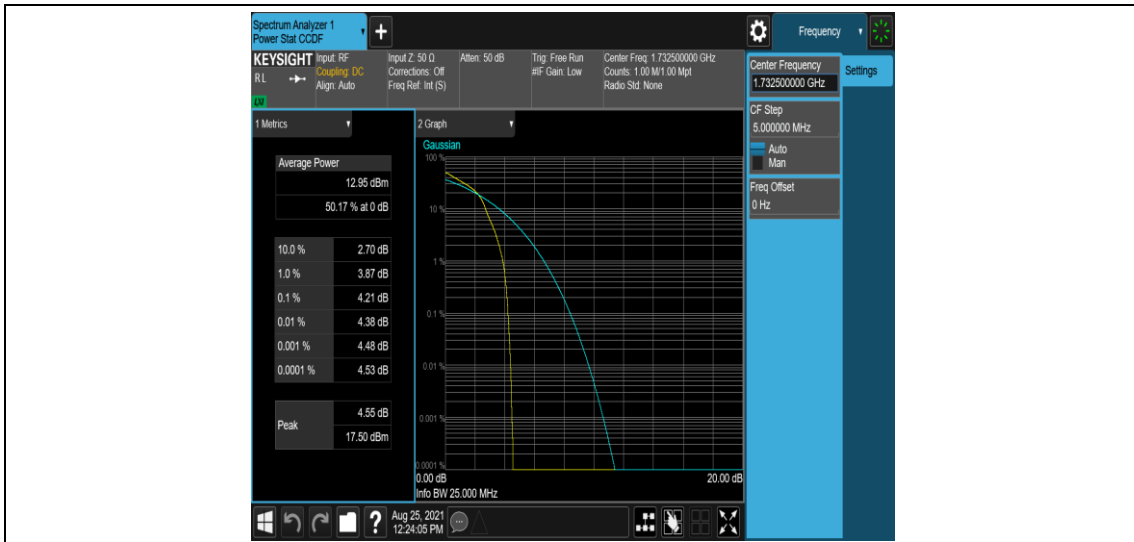 Spectrum Analyzer 1
Power Stat CCDF
Frequency
KEYSIGHT
RL
LXI
Input: RF
Coupling: DC
Align: Auto
Input Z: 50 Ω
Corrections: Off
Freq Ref: Int (S)
Atten: 50 dB
Trig: Free Run
#IF Gain: Low
Center Freq: 1.732500000 GHz
Counts: 1.00 M/1.00 Mpt
Radio Std: None
Center Frequency
1.732500000 GHz
Settings
CF Step
5.000000 MHz
Auto
Man
Freq Offset
0 Hz
1 Metrics
Average Power
12.95 dBm
50.17 % at 0 dB
10.0 % 2.70 dB
1.0 % 3.87 dB
0.1 % 4.21 dB
0.01 % 4.38 dB
0.001 % 4.48 dB
0.0001 % 4.53 dB
Peak
4.55 dB
17.50 dBm
2 Graph
Gaussian
100 %
10 %
1 %
0.1 %
0.01 %
0.001 %
0.0001 %
0.00 dB 20.00 dB
Info BW 25.000 MHz
?
Aug 25, 2021
12:24:05 PM